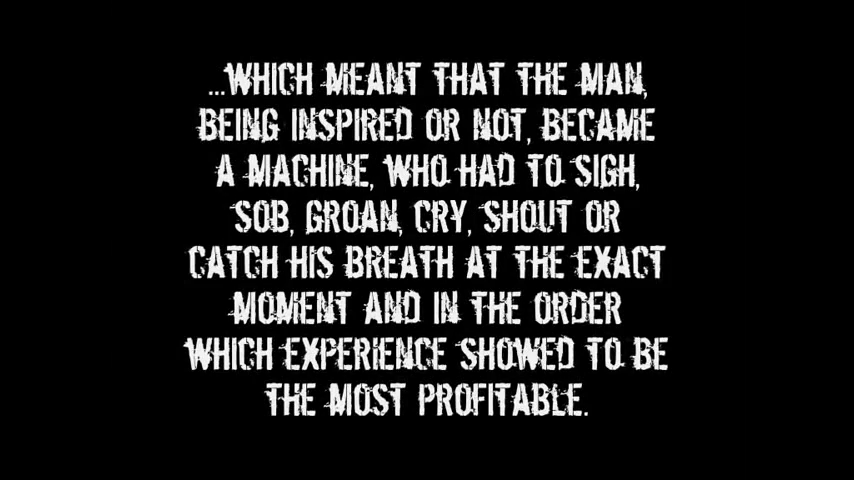 ...WHICH MEANT THAT THE MAN,
BEING INSPIRED OR NOT, BECAME
A MACHINE, WHO HAD TO SIGH,
SOB, GROAN, CRY, SHOUT OR
CATCH HIS BREATH AT THE EXACT
MOMENT AND IN THE ORDER
WHICH EXPERIENCE SHOWED TO BE
THE MOST PROFITABLE.